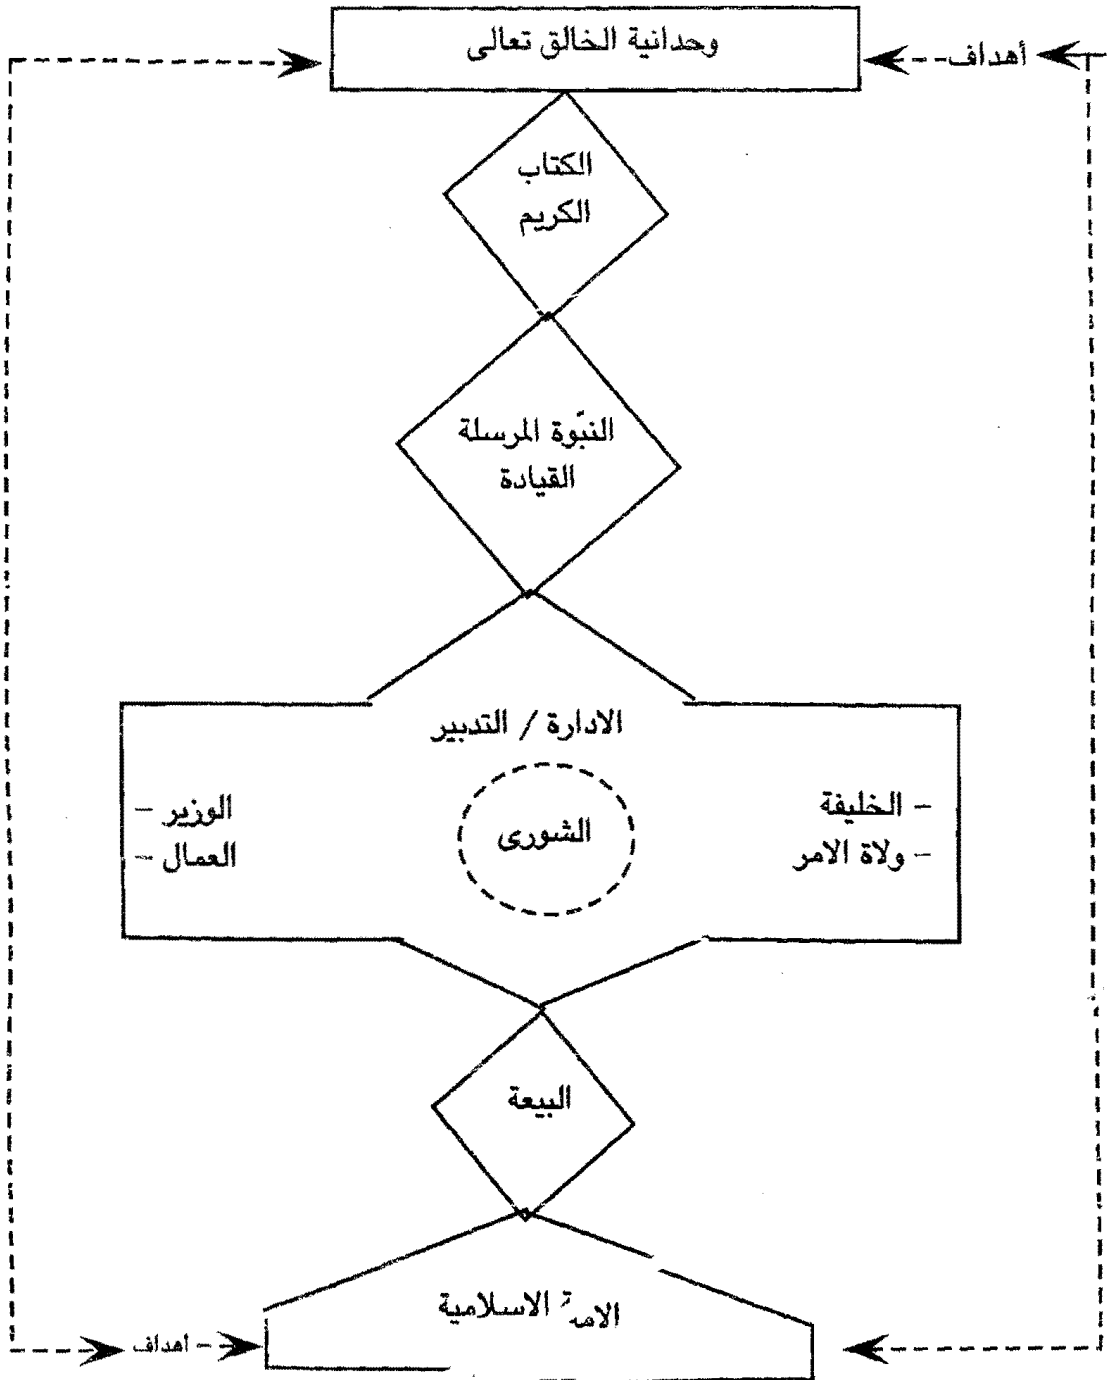 وحدانية الخالق تعالى
أهداف
الكتاب
الكريم
النبّوة المرسلة
القيادة
الادارة / التدبير
– الخليفة
– ولاة الامر
الشورى
الوزير –
العمال –
البيعة
الامة الاسلامية
أهداف –